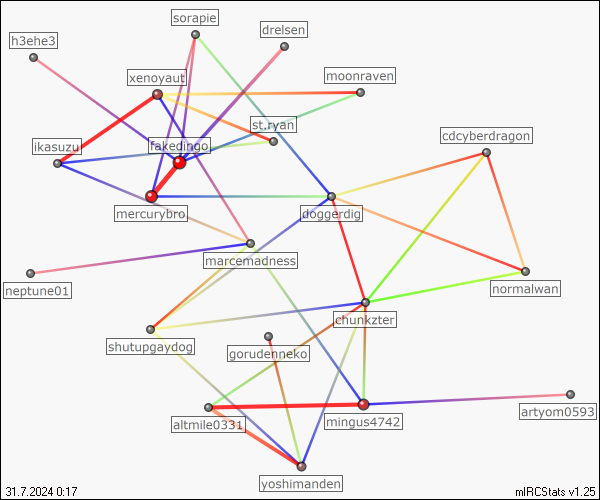 sorapie
drelsen
h3ehe3
moonraven
xenoyaut
st.ryan
cdcyberdragon
ikasuzu
fakedingo
mercurybro
doggerdig
marcemadness
neptune01
normalwan
chunkzter
shutupgaydog
gorudenneko
artyom0593
mingus4742
altmile0331
yoshimanden
31.7.2024 0:17
mIRCStats v1.25